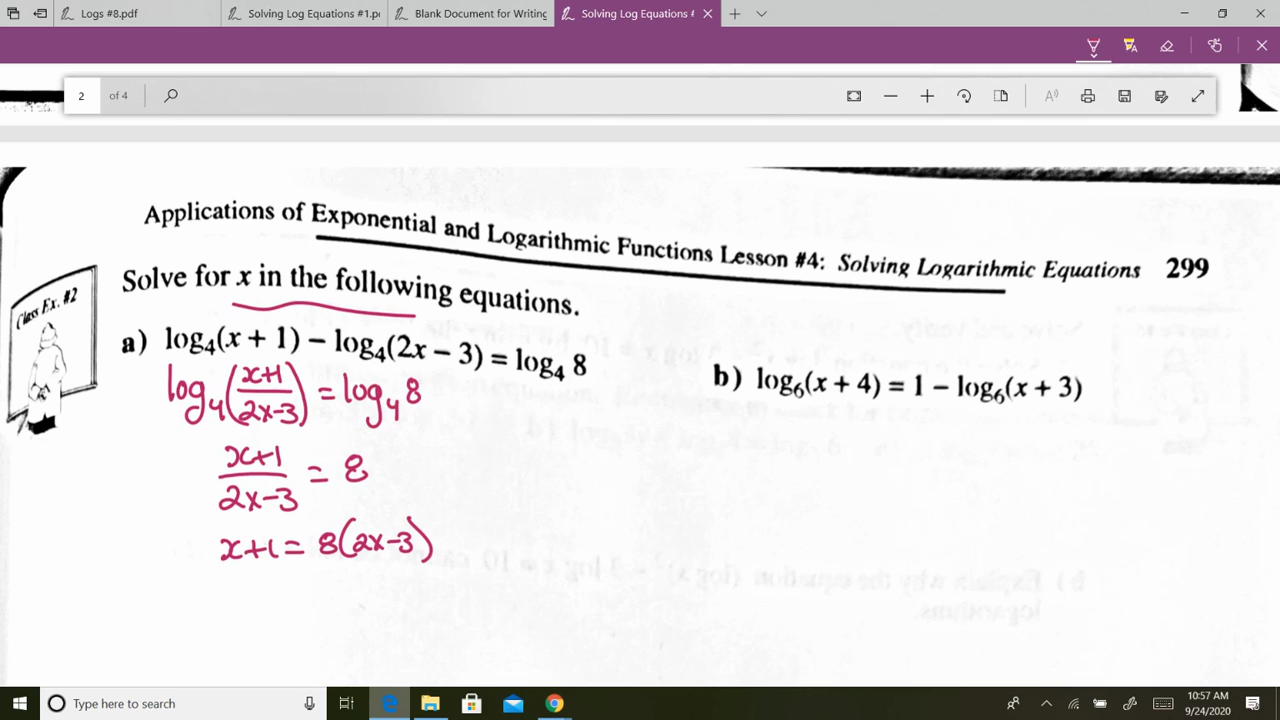 Logs #8.pdf
Solving Log Equations #1.p
Blank Document for Writing
Solving Log Equations #
2 of 4
Applications of Exponential and Logarithmic Functions Lesson #4: Solving Logarithmic Equations 299
Class Ex. #2
Solve for x in the following equations.
a) log₄(x + 1) − log₄(2x − 3) = log₄ 8
b) log₆(x + 4) = 1 − log₆(x + 3)
log₄((x+1)/(2x-3)) = log₄ 8
(x+1)/(2x-3) = 8
x+1 = 8(2x-3)
Type here to search
10:57 AM
9/24/2020